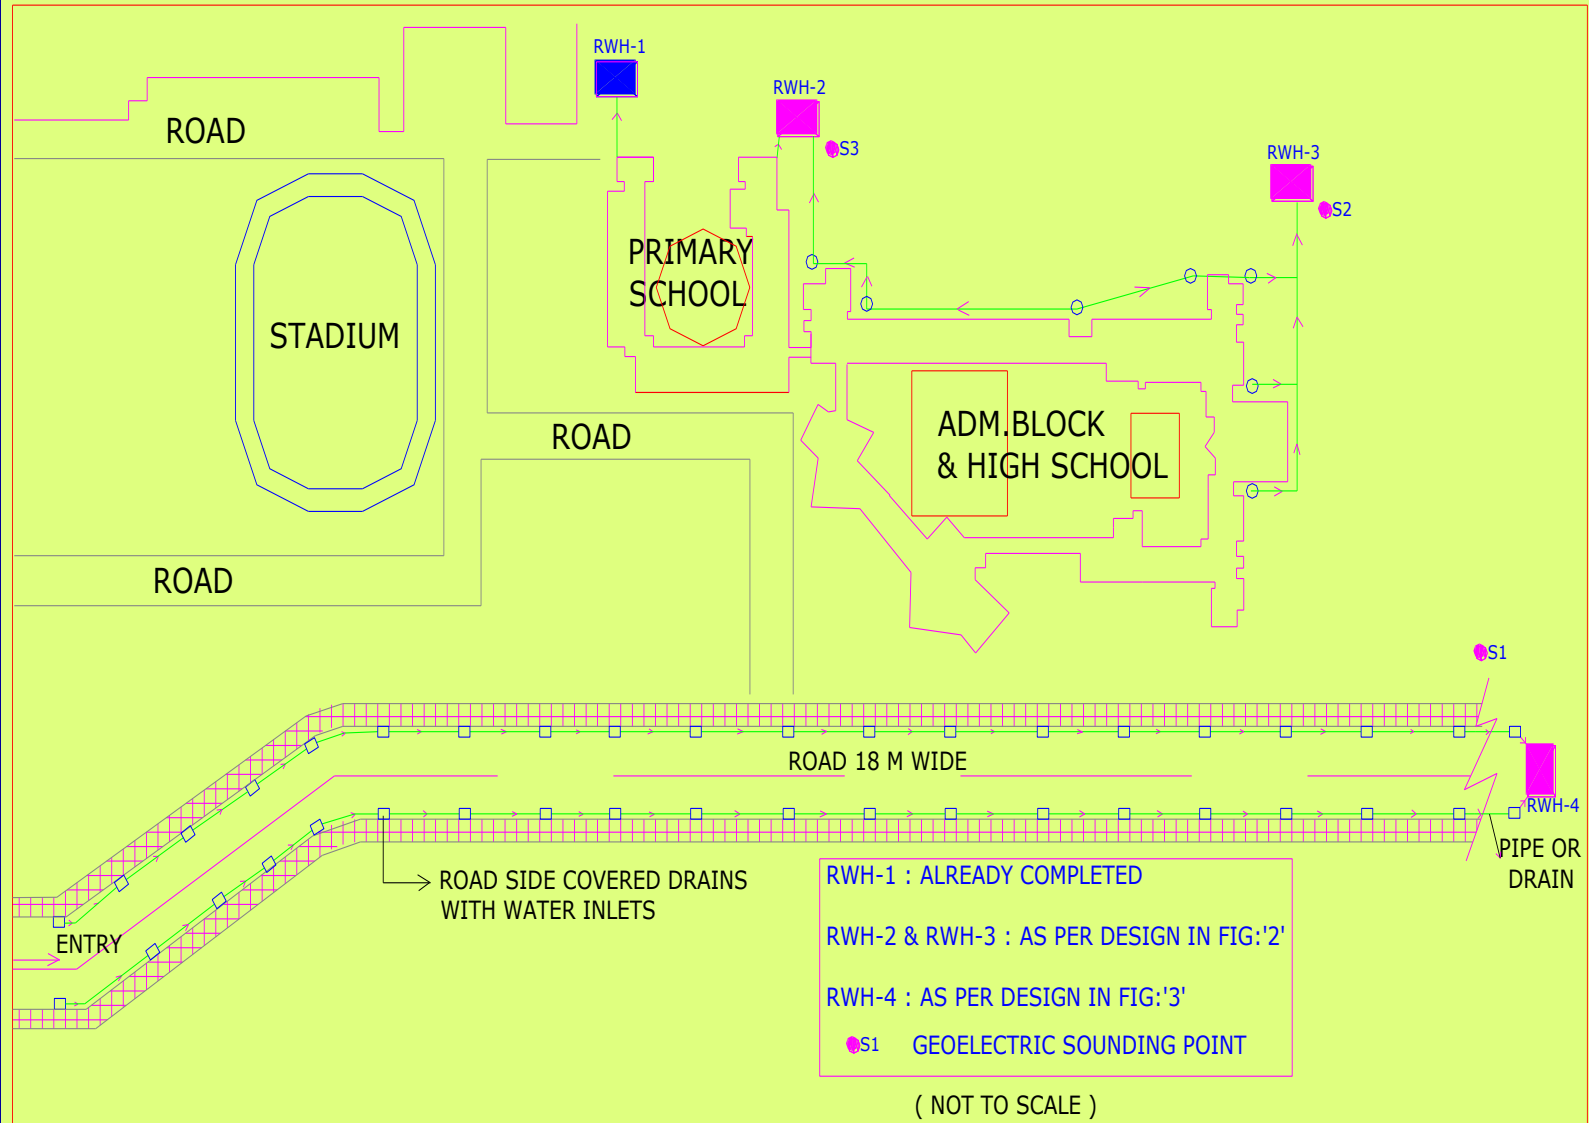 RWH-1
RWH-2
ROAD
S3
RWH-3
S2
PRIMARY
SCHOOL
STADIUM
ADM.BLOCK
& HIGH SCHOOL
ROAD
ROAD
S1
ROAD 18 M WIDE
RWH-4
PIPE OR
DRAIN
ROAD SIDE COVERED DRAINS
WITH WATER INLETS
ENTRY
RWH-1 : ALREADY COMPLETED
RWH-2 & RWH-3 : AS PER DESIGN IN FIG:'2'
RWH-4 : AS PER DESIGN IN FIG:'3'
S1 GEOELECTRIC SOUNDING POINT
( NOT TO SCALE )